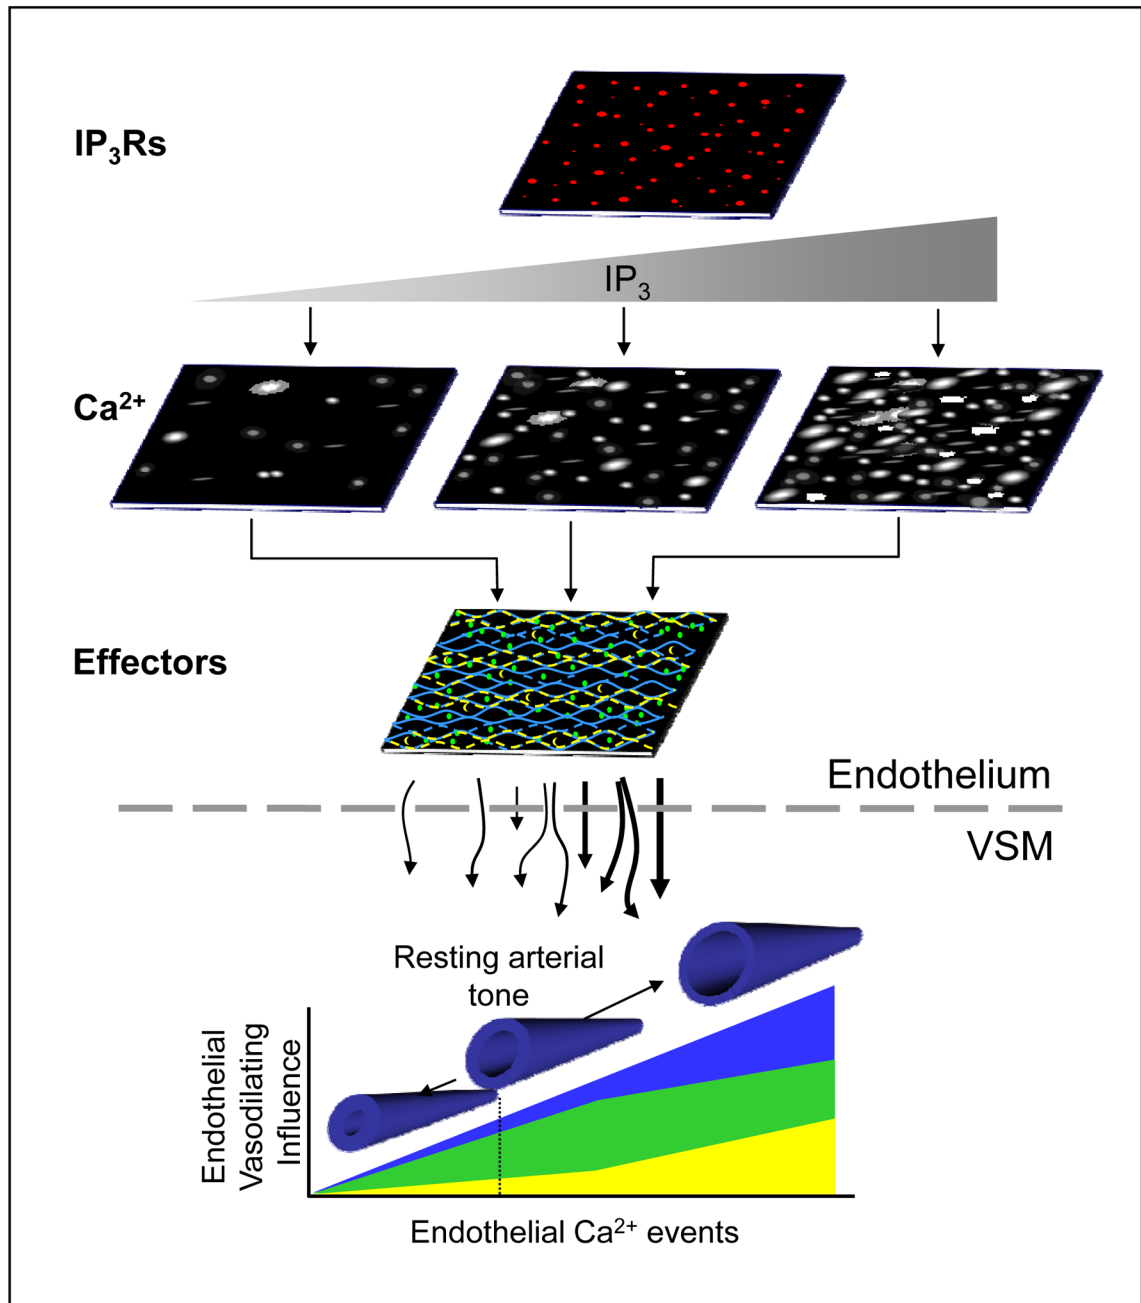 IP₃Rs
IP₃
Ca²⁺
Effectors
Endothelium
VSM
Resting arterial
tone
Endothelial
Vasodilating
Influence
Endothelial Ca²⁺ events